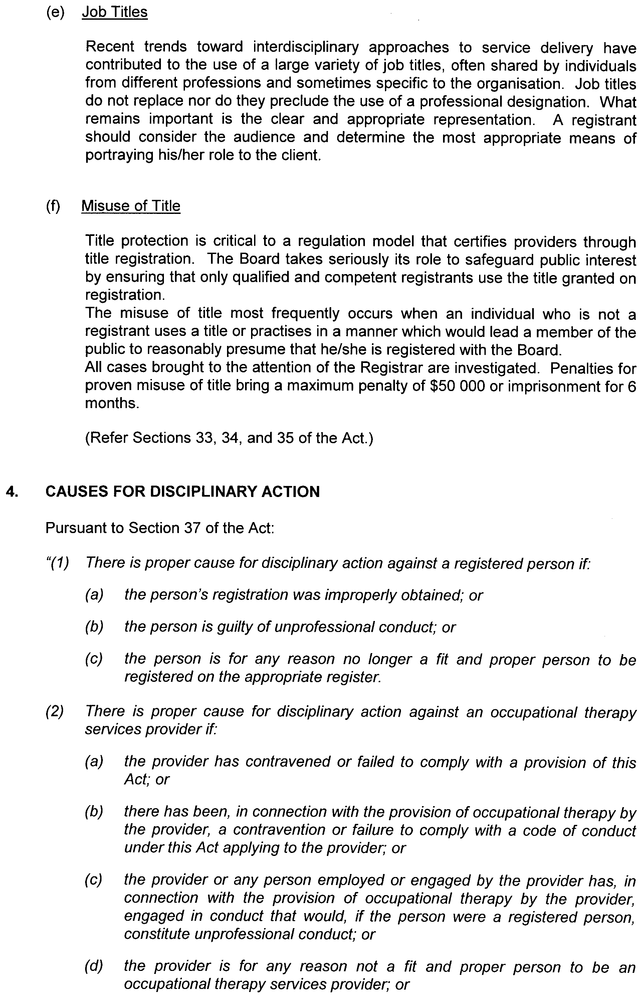 (e) Job Titles
Recent trends toward interdisciplinary approaches to service delivery have
contributed to the use of a large variety of job titles, often shared by individuals
from different professions and sometimes specific to the organisation. Job titles
do not replace nor do they preclude the use of a professional designation. What
remains important is the clear and appropriate representation. A registrant
should consider the audience and determine the most appropriate means of
portraying his/her role to the client.
(f) Misuse of Title
Title protection is critical to a regulation model that certifies providers through
title registration. The Board takes seriously its role to safeguard public interest
by ensuring that only qualified and competent registrants use the title granted on
registration.
The misuse of title most frequently occurs when an individual who is not a
registrant uses a title or practises in a manner which would lead a member of the
public to reasonably presume that he/she is registered with the Board.
All cases brought to the attention of the Registrar are investigated. Penalties for
proven misuse of title bring a maximum penalty of $50 000 or imprisonment for 6
months.
(Refer Sections 33, 34, and 35 of the Act.)
4. CAUSES FOR DISCIPLINARY ACTION
Pursuant to Section 37 of the Act:
“(1) There is proper cause for disciplinary action against a registered person if:
(a) the person's registration was improperly obtained; or
(b) the person is guilty of unprofessional conduct; or
(c) the person is for any reason no longer a fit and proper person to be
registered on the appropriate register.
(2) There is proper cause for disciplinary action against an occupational therapy
services provider if:
(a) the provider has contravened or failed to comply with a provision of this
Act; or
(b) there has been, in connection with the provision of occupational therapy by
the provider, a contravention or failure to comply with a code of conduct
under this Act applying to the provider; or
(c) the provider or any person employed or engaged by the provider has, in
connection with the provision of occupational therapy by the provider,
engaged in conduct that would, if the person were a registered person,
constitute unprofessional conduct; or
(d) the provider is for any reason not a fit and proper person to be an
occupational therapy services provider; or